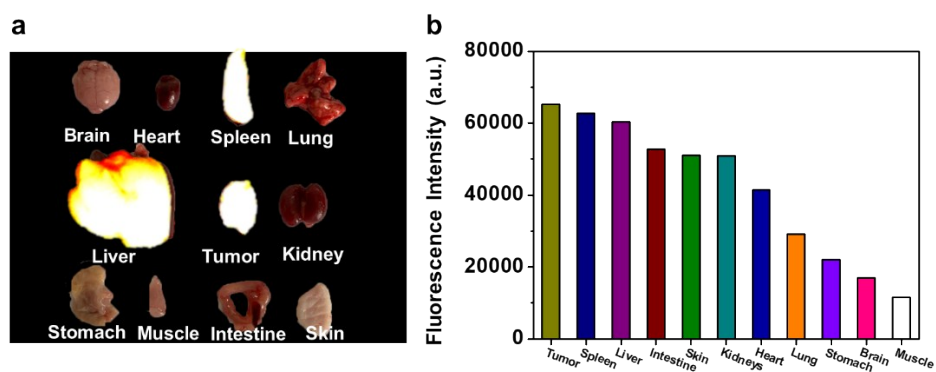 a
Brain Heart Spleen Lung
Liver Tumor Kidney
Stomach Muscle Intestine Skin
b
Fluorescence Intensity (a.u.)
80000
60000
40000
20000
0
Tumor Spleen Liver Intestine Skin Kidneys Heart Lung Stomach Brain Muscle